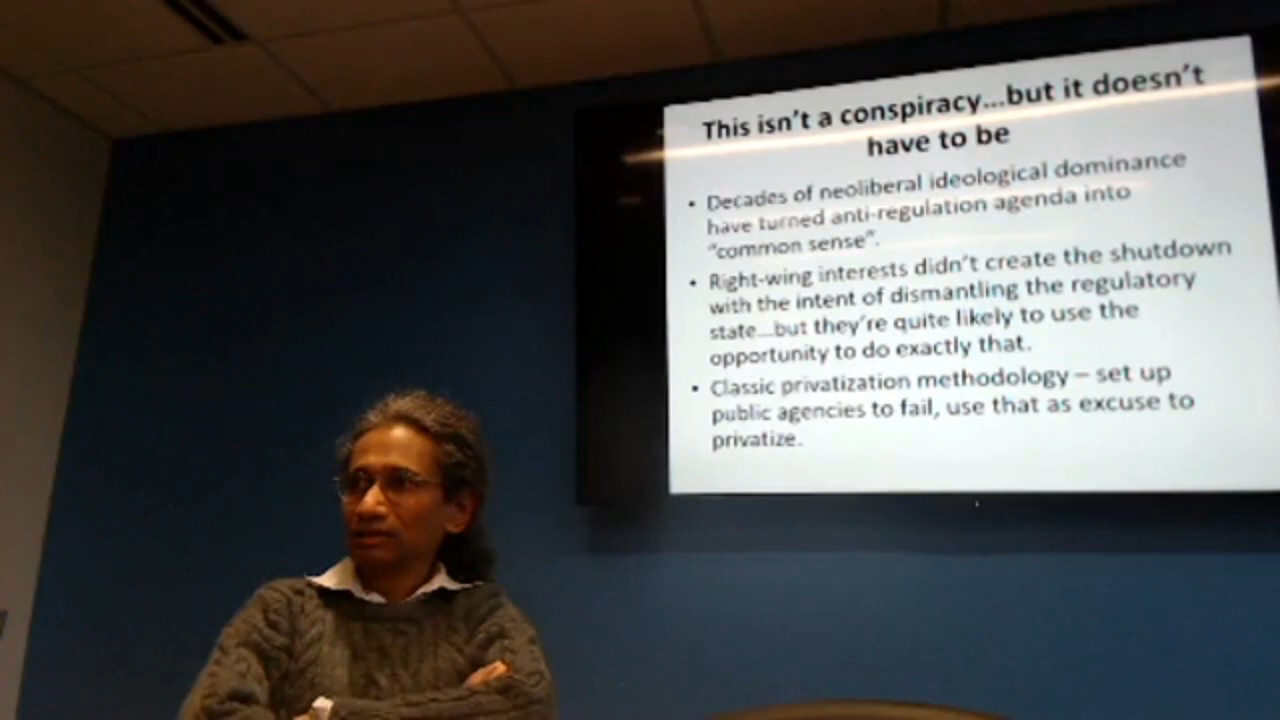 This isn't a conspiracy...but it doesn't
have to be
• Decades of neoliberal ideological dominance
have turned anti-regulation agenda into
"common sense".
• Right-wing interests didn't create the shutdown
with the intent of dismantling the regulatory
state...but they're quite likely to use the
opportunity to do exactly that.
• Classic privatization methodology – set up
public agencies to fail, use that as excuse to
privatize.